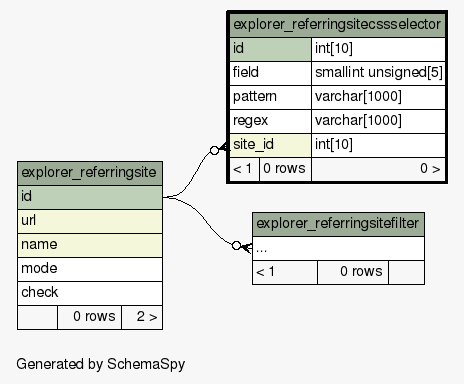 explorer_referringsitecssselector
id int[10]
field smallint unsigned[5]
pattern varchar[1000]
regex varchar[1000]
site_id int[10]
< 1 0 rows 0 >
explorer_referringsite
id
url
name
mode
check
0 rows 2 >
explorer_referringsitefilter
...
< 1 0 rows
Generated by SchemaSpy